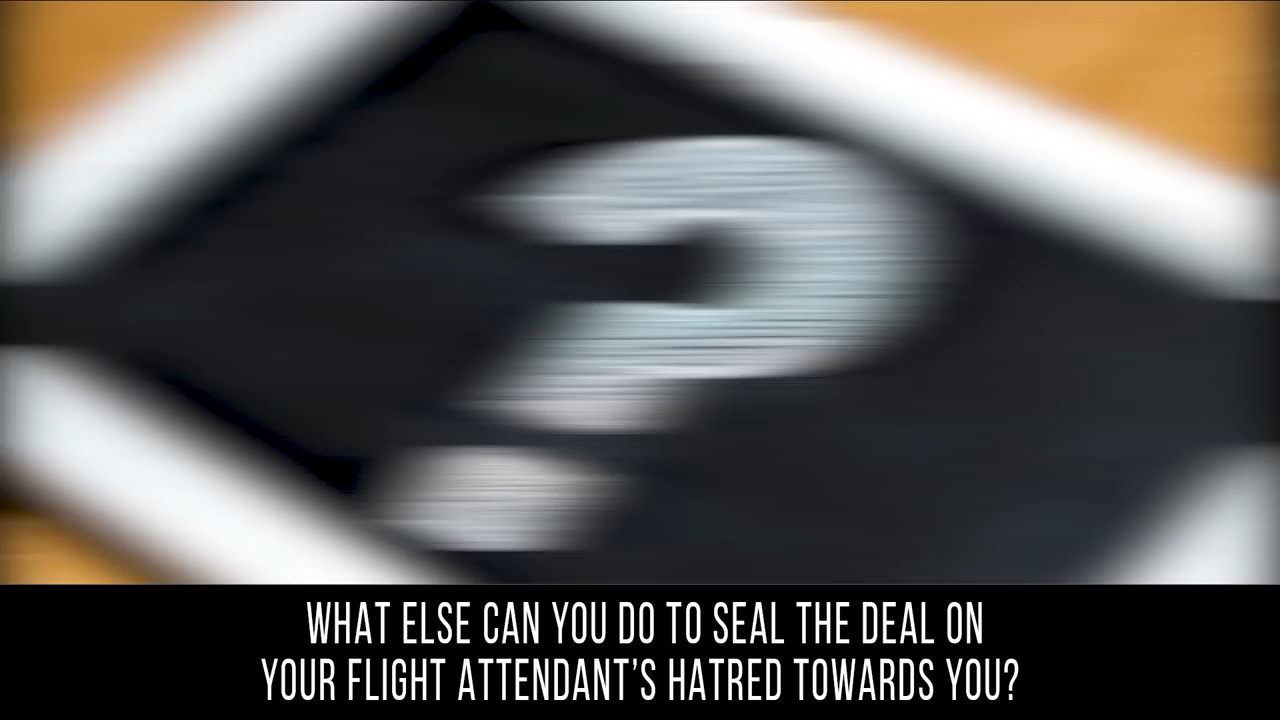 ?
WHAT ELSE CAN YOU DO TO SEAL THE DEAL ON
YOUR FLIGHT ATTENDANT’S HATRED TOWARDS YOU?